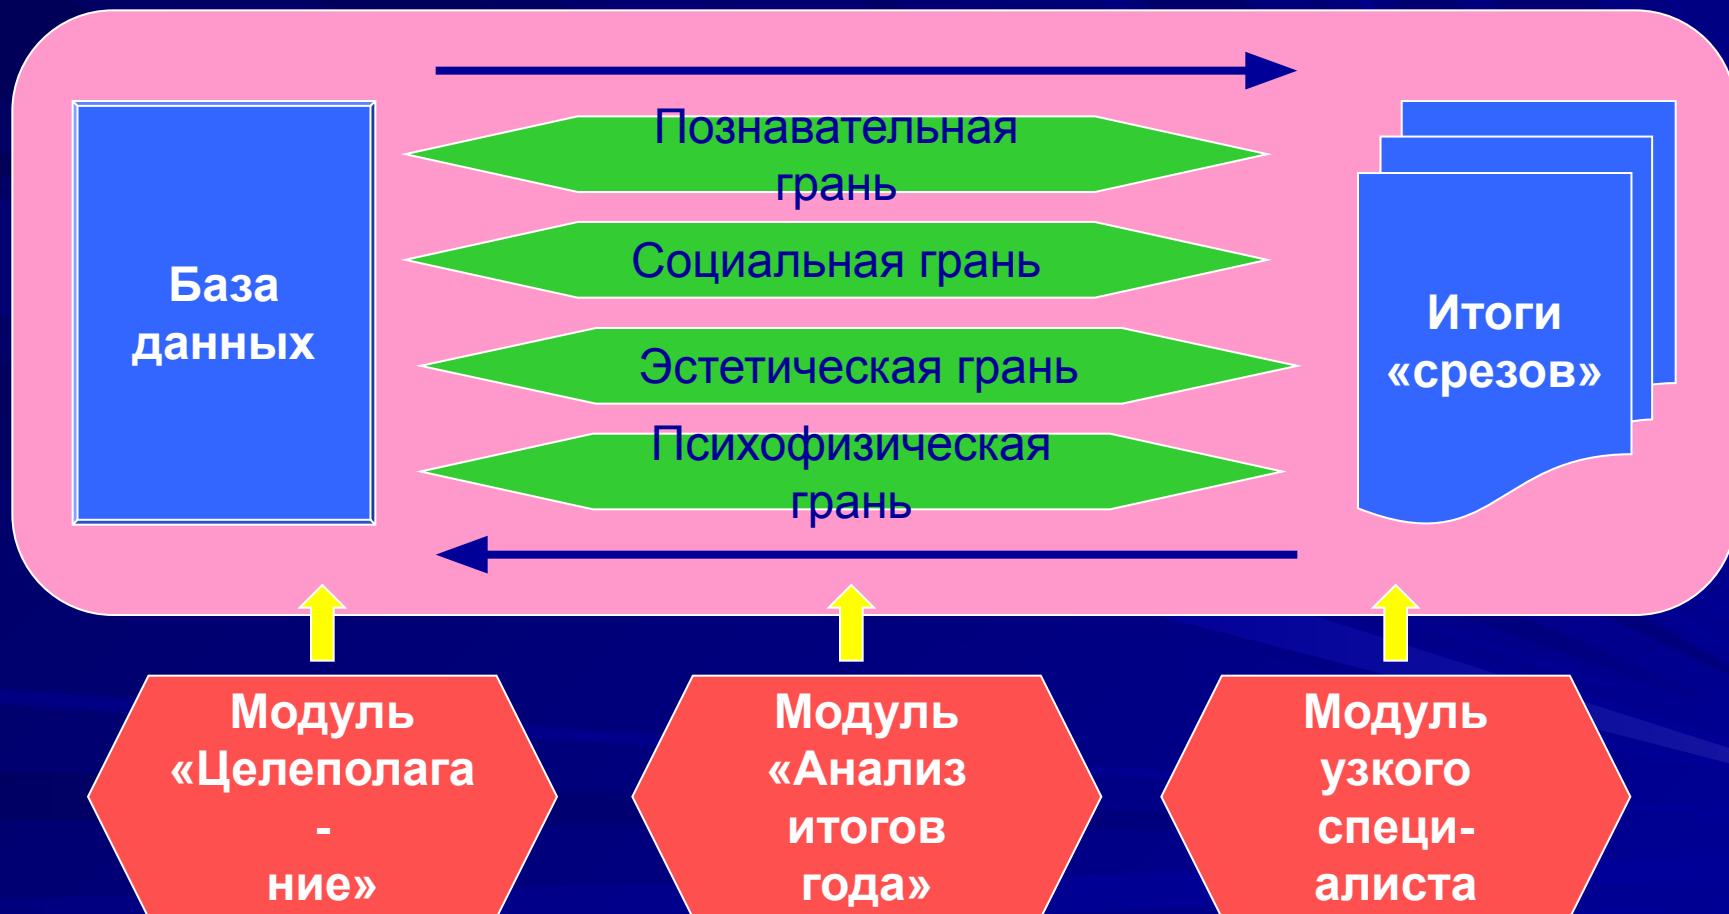 Познавательная
грань
Социальная грань
База
данных
Эстетическая грань
Итоги
«срезов»
Психофизическая
грань
Модуль
«Целеполага
-
ние»
Модуль
«Анализ
итогов
года»
Модуль
узкого
специ-
алиста